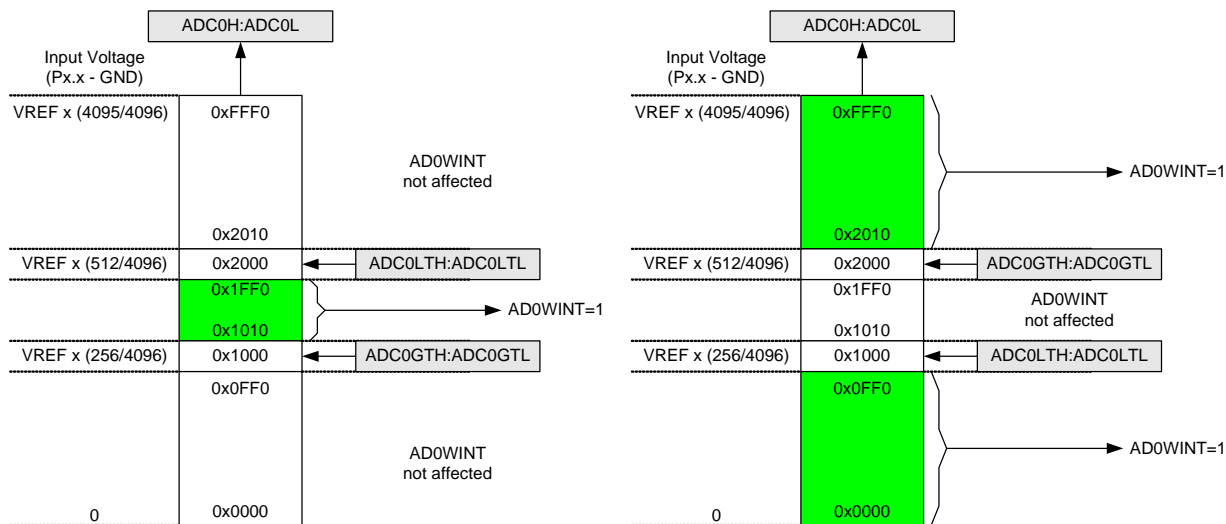 ADC0H:ADC0L
Input Voltage
(Px.x - GND)
VREF x (4095/4096)
0xFFF0
AD0WINT
not affected
0x2010
VREF x (512/4096)
0x2000
ADC0LTH:ADC0LTL
0x1FF0
AD0WINT=1
0x1010
VREF x (256/4096)
0x1000
ADC0GTH:ADC0GTL
0x0FF0
AD0WINT
not affected
0
0x0000
ADC0H:ADC0L
Input Voltage
(Px.x - GND)
VREF x (4095/4096)
0xFFF0
AD0WINT=1
0x2010
VREF x (512/4096)
0x2000
ADC0GTH:ADC0GTL
0x1FF0
AD0WINT
not affected
0x1010
VREF x (256/4096)
0x1000
ADC0LTH:ADC0LTL
0x0FF0
AD0WINT=1
0
0x0000